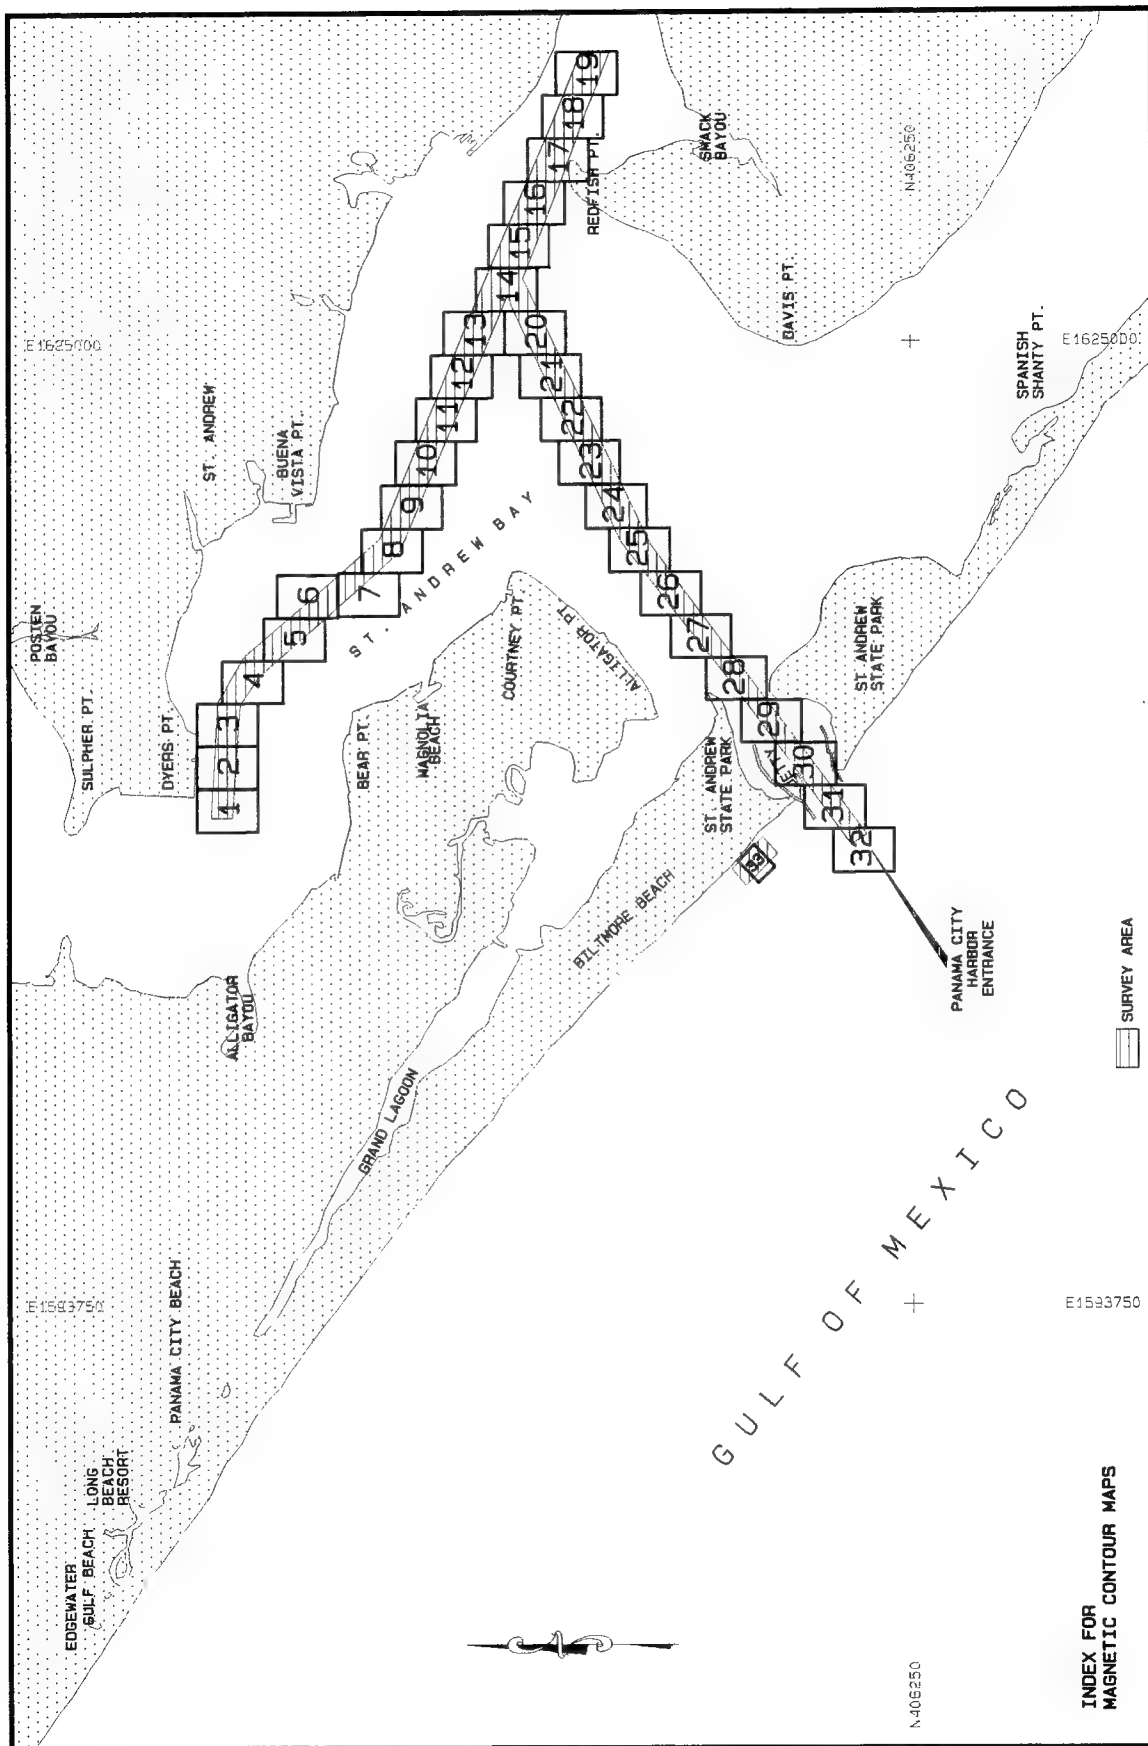 EDGEWATER
GULF BEACH
LONG
BEACH
RESORT
PANAMA CITY BEACH
E1593750
GRAND LAGOON
ALLIGATOR
BAYOU
SULPHER PT
DYERS PT
POSTEN
BAYOU
ST. ANDREW
BUENA
VISTA PT.
E1625000
BEAR PT.
MAGNOLIA
BEACH
COURTNEY PT.
ALLIGATOR PT
ST. ANDREW BAY
BILTMORE BEACH
ST. ANDREW
STATE PARK
JETTY
ST ANDREW
STATE PARK
REDFISH PT.
SMACK
BAYOU
DAVIS PT.
SPANISH
SHANTY PT.
N406250
E1625000
1
2
3
4
5
6
7
8
9
10
11
12
13
14
15
16
17
18
19
20
21
22
23
24
25
26
27
28
29
30
31
32
33
PANAMA CITY
HARBOR
ENTRANCE
GULF OF MEXICO
N406250
E1593750
SURVEY AREA
INDEX FOR
MAGNETIC CONTOUR MAPS